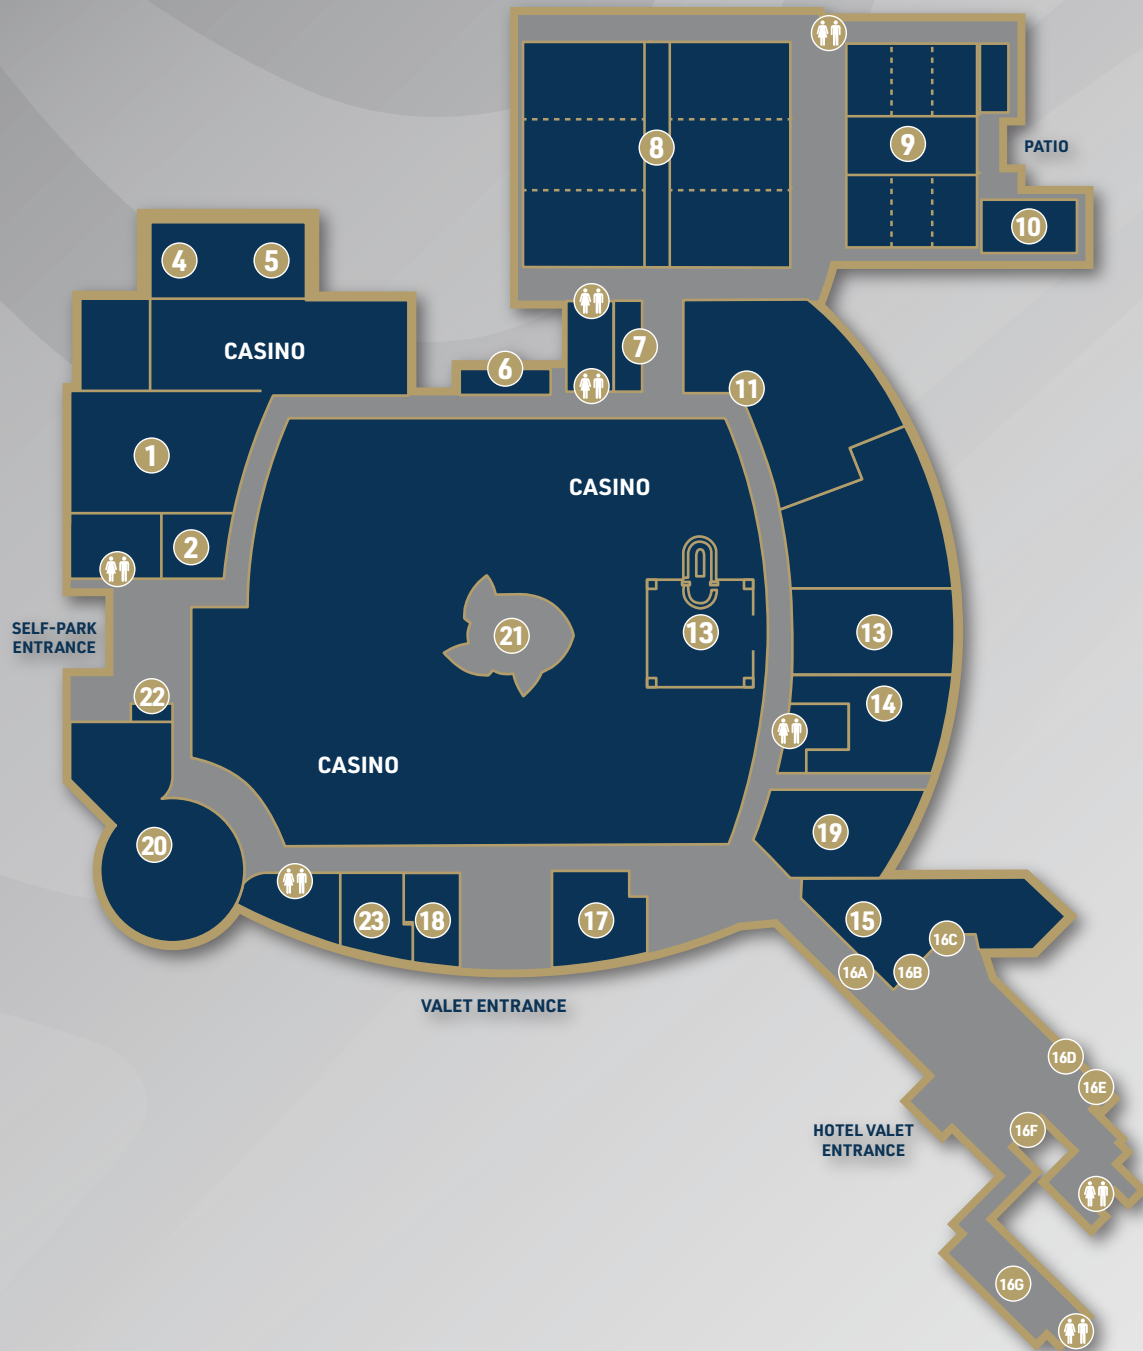 8
9
PATIO
10
4
5
CASINO
7
6
11
1
CASINO
2
SELF-PARK
ENTRANCE
21
13
13
22
14
CASINO
20
19
23
18
17
15
16C
16A
16B
VALET ENTRANCE
16D
16E
HOTEL VALET
ENTRANCE
16F
16G